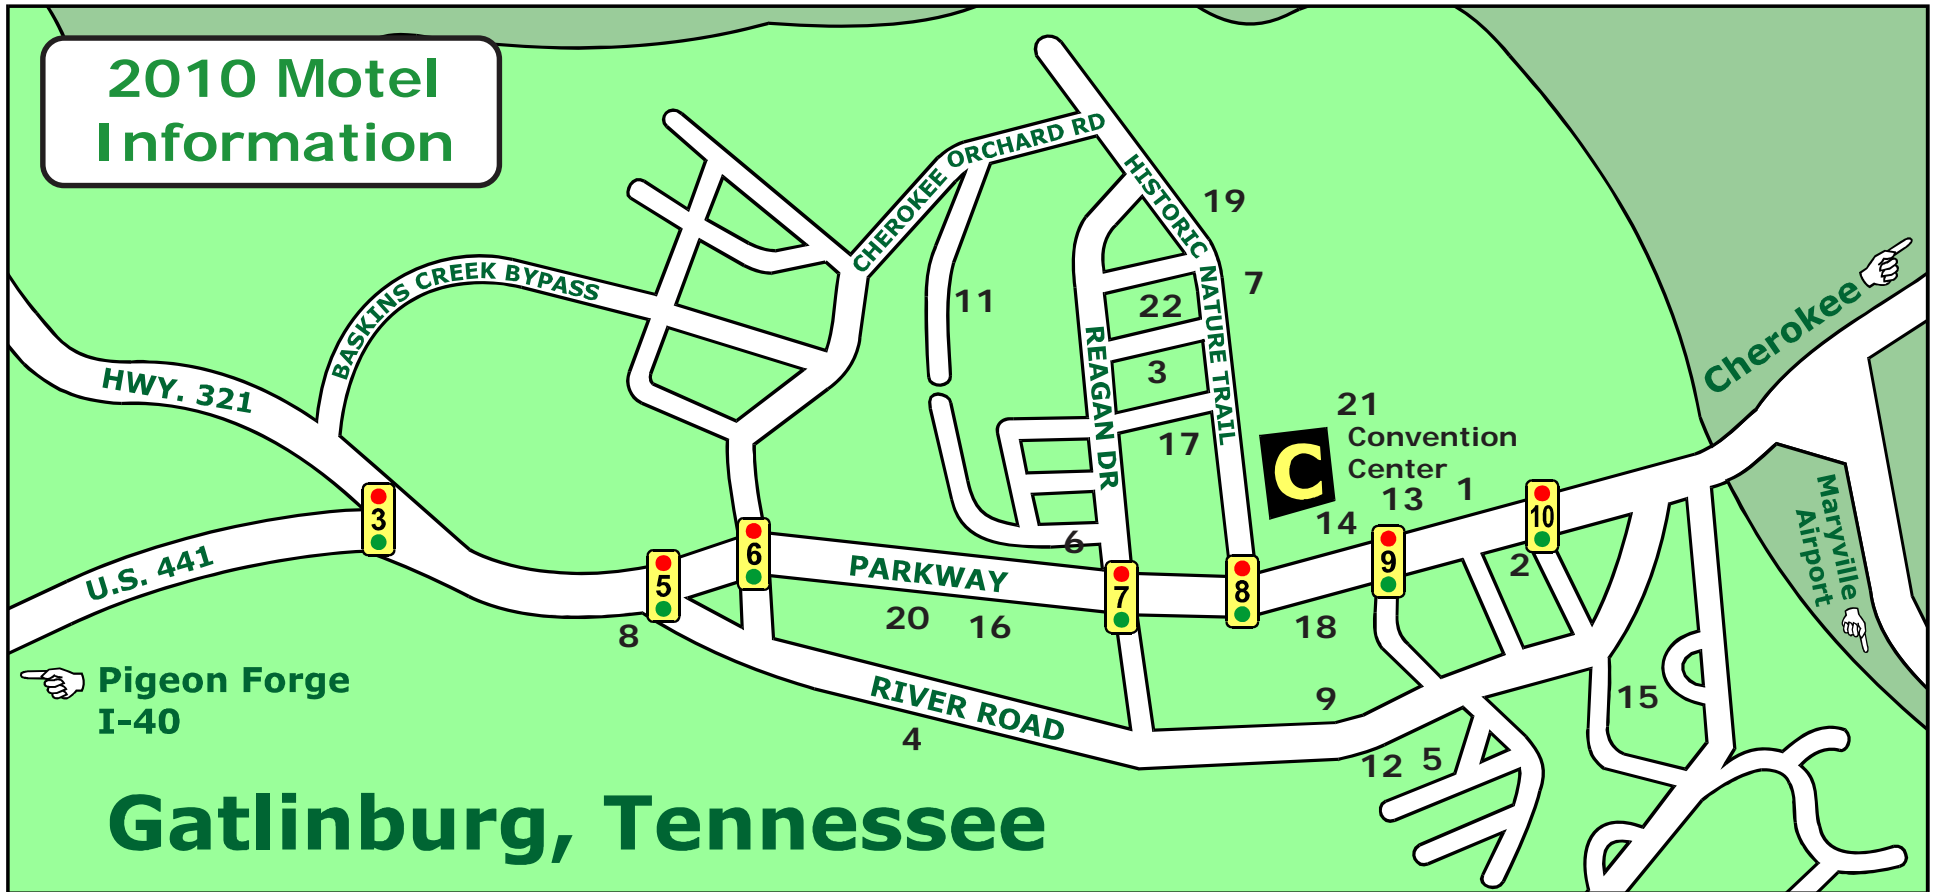 2010 Motel
Information
CHEROKEE ORCHARD RD
HISTORIC NATURE TRAIL
19
7
Cherokee
BASKINS CREEK BYPASS
11
22
REAGAN DR
3
HWY. 321
21
Convention
Center
C
17
13
1
14
3
10
6
9
6
2
Maryville
Airport
U.S. 441
5
PARKWAY
7
8
8
20
16
18
Pigeon Forge
I-40
RIVER ROAD
9
15
4
12
5
Gatlinburg, Tennessee